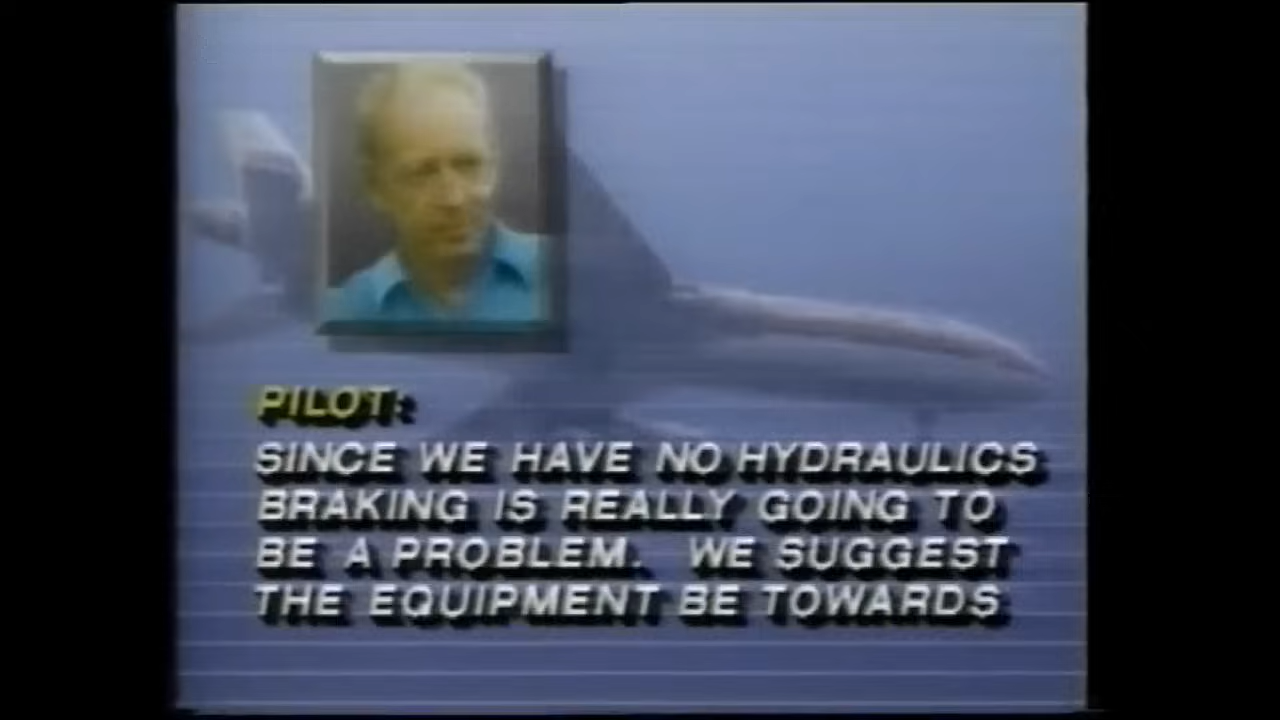 PILOT:
SINCE WE HAVE NO HYDRAULICS
BRAKING IS REALLY GOING TO
BE A PROBLEM. WE SUGGEST
THE EQUIPMENT BE TOWARDS